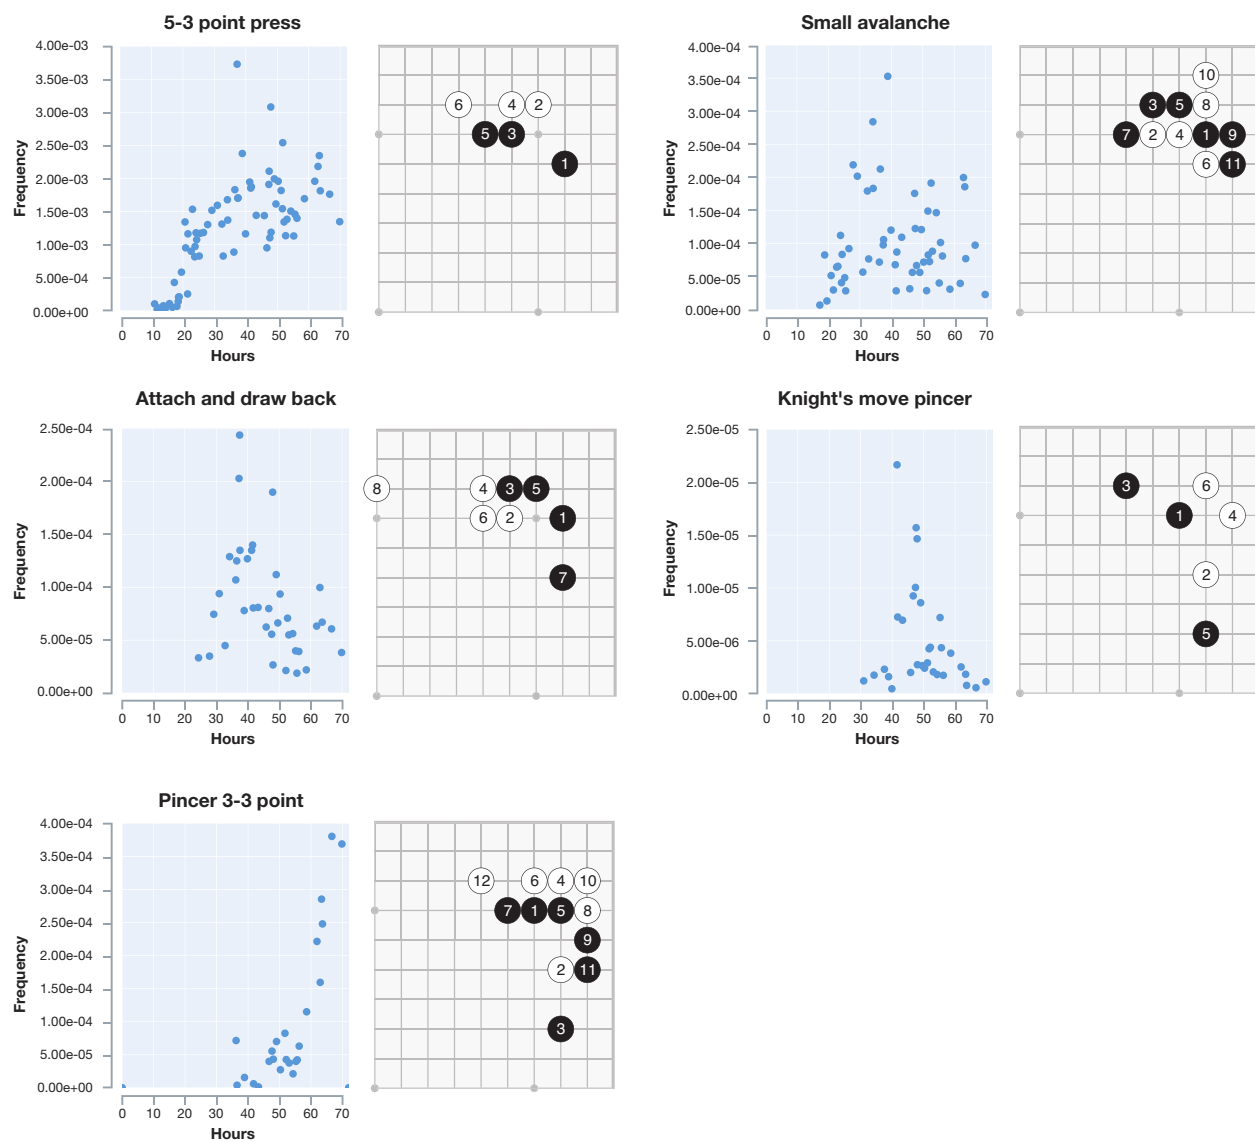 5-3 point press
4.00e-03
3.50e-03
3.00e-03
2.50e-03
2.00e-03
1.50e-03
1.00e-03
5.00e-04
0.00e+00
Frequency
0 10 20 30 40 50 60 70
Hours
6 4 2
5 3
1
Small avalanche
4.00e-04
3.50e-04
3.00e-04
2.50e-04
2.00e-04
1.50e-04
1.00e-04
5.00e-05
0.00e+00
Frequency
0 10 20 30 40 50 60 70
Hours
10
3 5 8
7 2 4 1 9
6 11
Attach and draw back
2.50e-04
2.00e-04
1.50e-04
1.00e-04
5.00e-05
0.00e+00
Frequency
0 10 20 30 40 50 60 70
Hours
8 4 3 5
6 2 1
7
Knight's move pincer
2.50e-05
2.00e-05
1.50e-05
1.00e-05
5.00e-06
0.00e+00
Frequency
0 10 20 30 40 50 60 70
Hours
3 6
1 4
2
5
Pincer 3-3 point
4.00e-04
3.50e-04
3.00e-04
2.50e-04
2.00e-04
1.50e-04
1.00e-04
5.00e-05
0.00e+00
Frequency
0 10 20 30 40 50 60 70
Hours
12 6 4 10
7 1 5 8
9
2 11
3